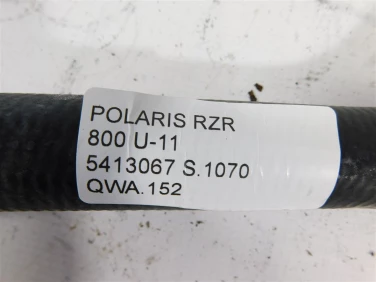 POLARIS RZR
800 U-11
5413067 S.1070
QWA.152